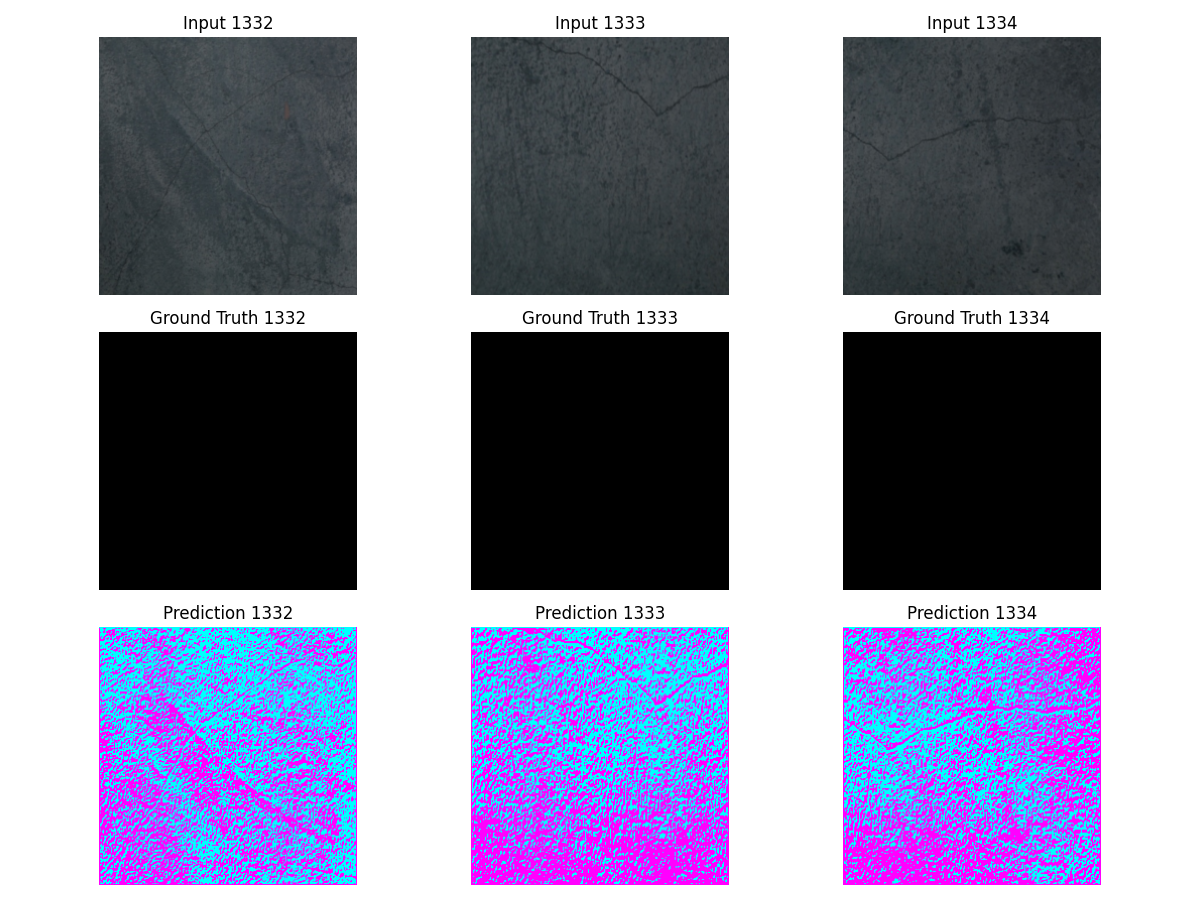 Input 1332
Input 1333
Input 1334
Ground Truth 1332
Ground Truth 1333
Ground Truth 1334
Prediction 1332
Prediction 1333
Prediction 1334